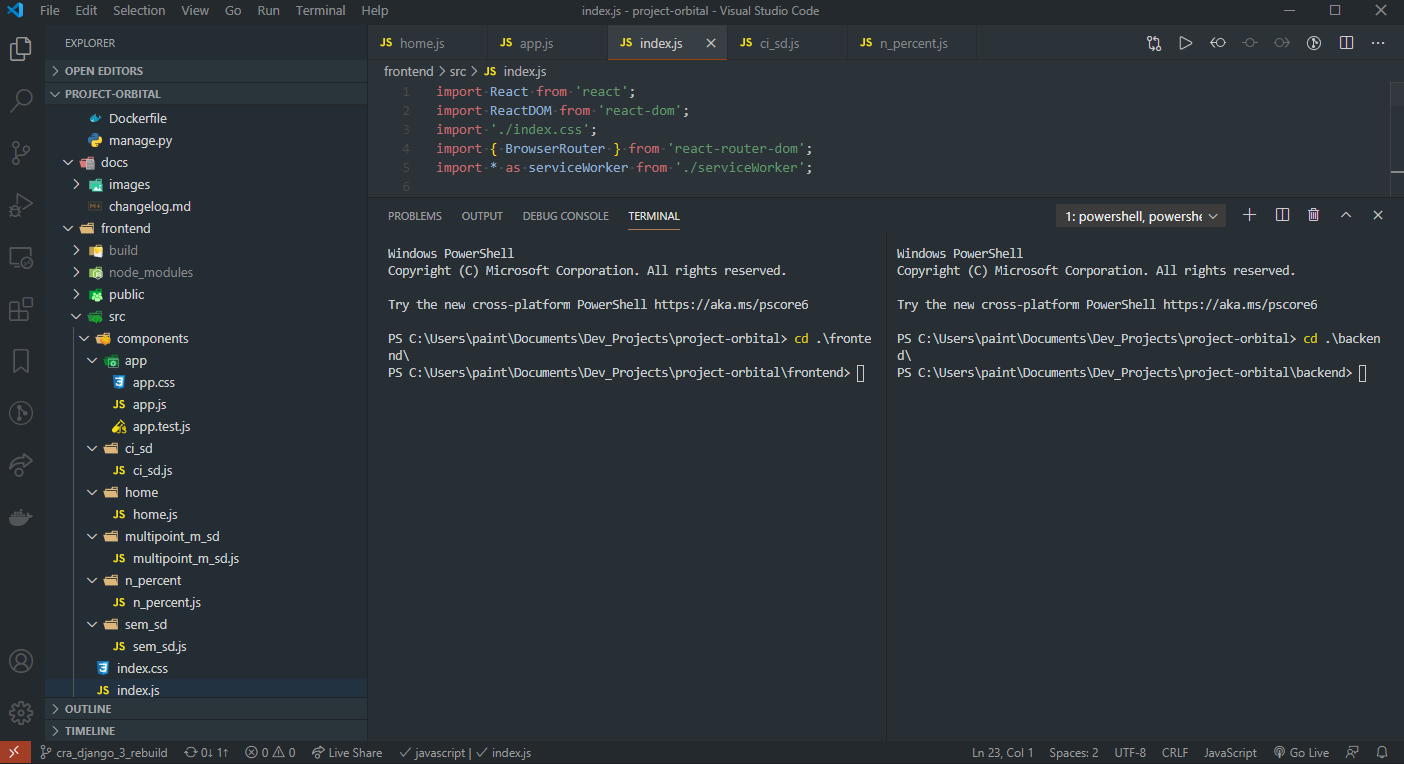 File Edit Selection View Go Run Terminal Help
index.js - project-orbital - Visual Studio Code
EXPLORER
OPEN EDITORS
PROJECT-ORBITAL
Dockerfile
manage.py
docs
images
changelog.md
frontend
build
node_modules
public
src
components
app
app.css
app.js
app.test.js
ci_sd
ci_sd.js
home
home.js
multipoint_m_sd
multipoint_m_sd.js
n_percent
n_percent.js
sem_sd
sem_sd.js
index.css
index.js
OUTLINE
TIMELINE
JS home.js JS app.js JS index.js JS ci_sd.js JS n_percent.js
frontend > src > JS index.js
1 import React from 'react';
2 import ReactDOM from 'react-dom';
3 import './index.css';
4 import { BrowserRouter } from 'react-router-dom';
5 import * as serviceWorker from './serviceWorker';
6
PROBLEMS OUTPUT DEBUG CONSOLE TERMINAL
1: powershell, powershe
Windows PowerShell
Copyright (C) Microsoft Corporation. All rights reserved.
Try the new cross-platform PowerShell https://aka.ms/pscore6
PS C:\Users\paint\Documents\Dev_Projects\project-orbital> cd .\fronte
nd\
PS C:\Users\paint\Documents\Dev_Projects\project-orbital\frontend>
Windows PowerShell
Copyright (C) Microsoft Corporation. All rights reserved.
Try the new cross-platform PowerShell https://aka.ms/pscore6
PS C:\Users\paint\Documents\Dev_Projects\project-orbital> cd .\backen
d\
PS C:\Users\paint\Documents\Dev_Projects\project-orbital\backend>
cra_django_3_rebuild 0↓ 1↑ 0 0 Live Share javascript | index.js
Ln 23, Col 1 Spaces: 2 UTF-8 CRLF JavaScript Go Live